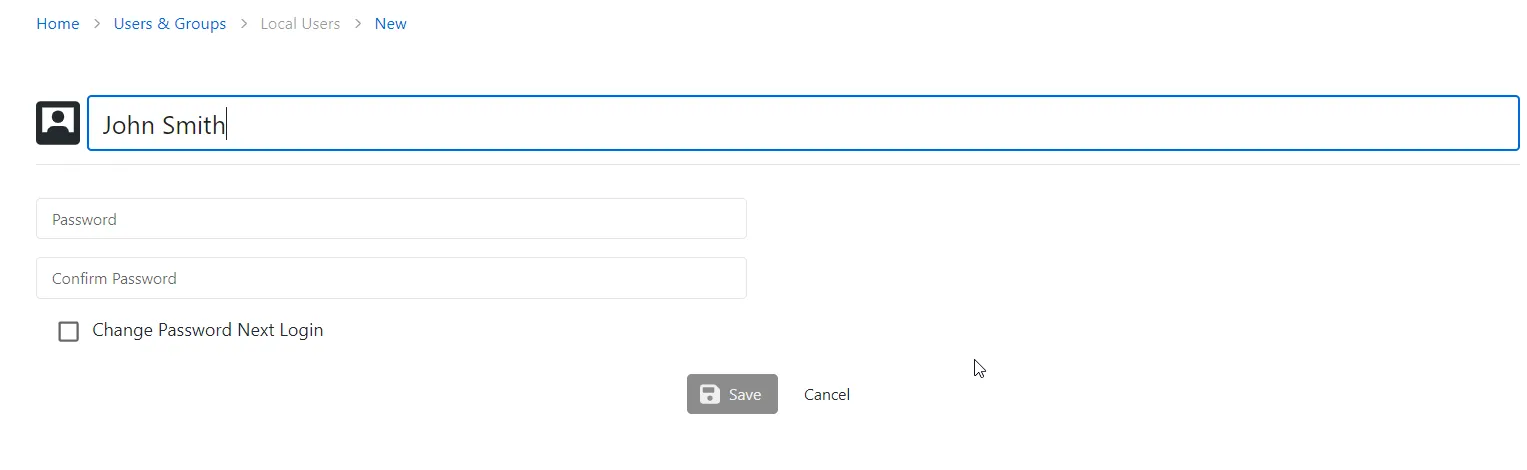 Home > Users & Groups > Local Users > New
John Smith
Password
Confirm Password
Change Password Next Login
Save Cancel